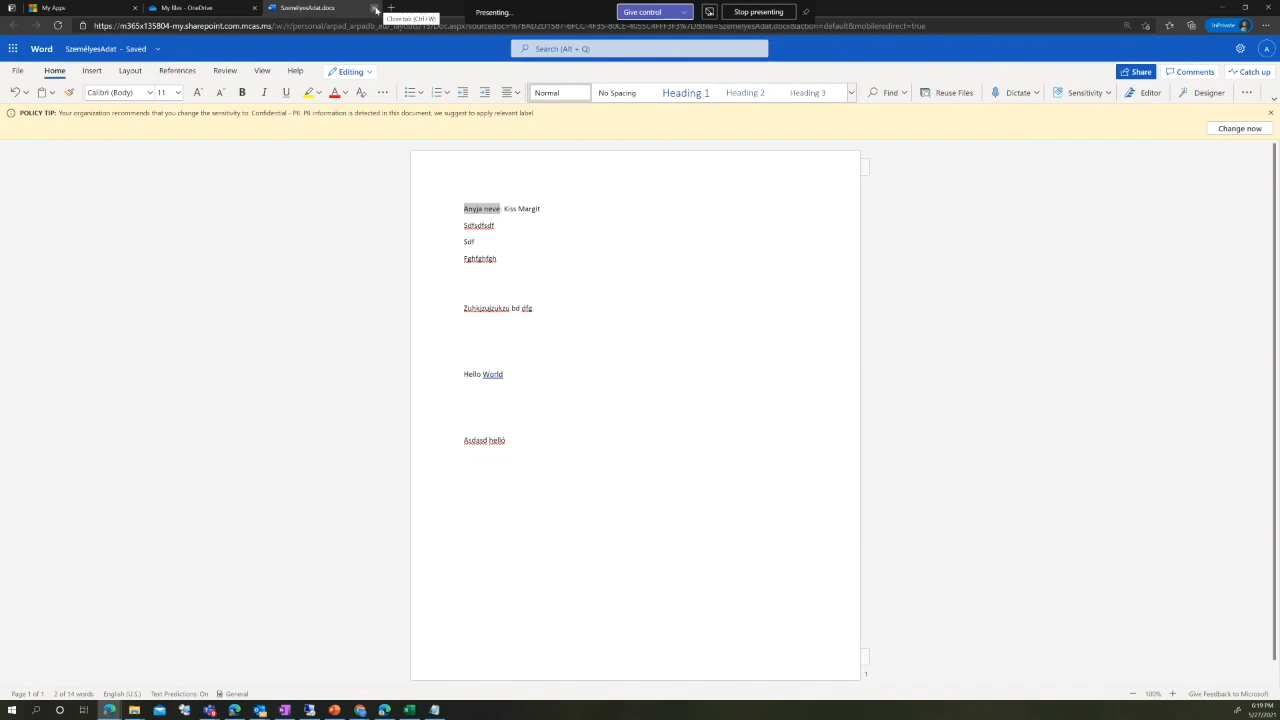 My Apps
My files - OneDrive
SzemélyesAdat.docx
Close tab (Ctrl+W)
Presenting...
Give control
Stop presenting
InPrivate
Word
SzemélyesAdat - Saved
Search (Alt + Q)
A
File Home Insert Layout References Review View Help Editing
Share Comments Catch up
Calibri (Body) 11 B I U A Normal No Spacing Heading 1 Heading 2 Heading 3 Find Reuse Files Dictate Sensitivity Editor Designer
POLICY TIP: Your organization recommends that you change the sensitivity to: Confidential - PII. PII information is detected in this document, we suggest to apply relevant label
Change now
Anyja neve: Kiss Margit
Sdfsdfsdf
Sdf
Fghfghfgh
Zuhkjzujzukzu bd dfg
Hello World
Asdasd helló
1
Page 1 of 1 2 of 14 words English (U.S.) Text Predictions: On General
100% Give Feedback to Microsoft
6:19 PM
5/27/2021